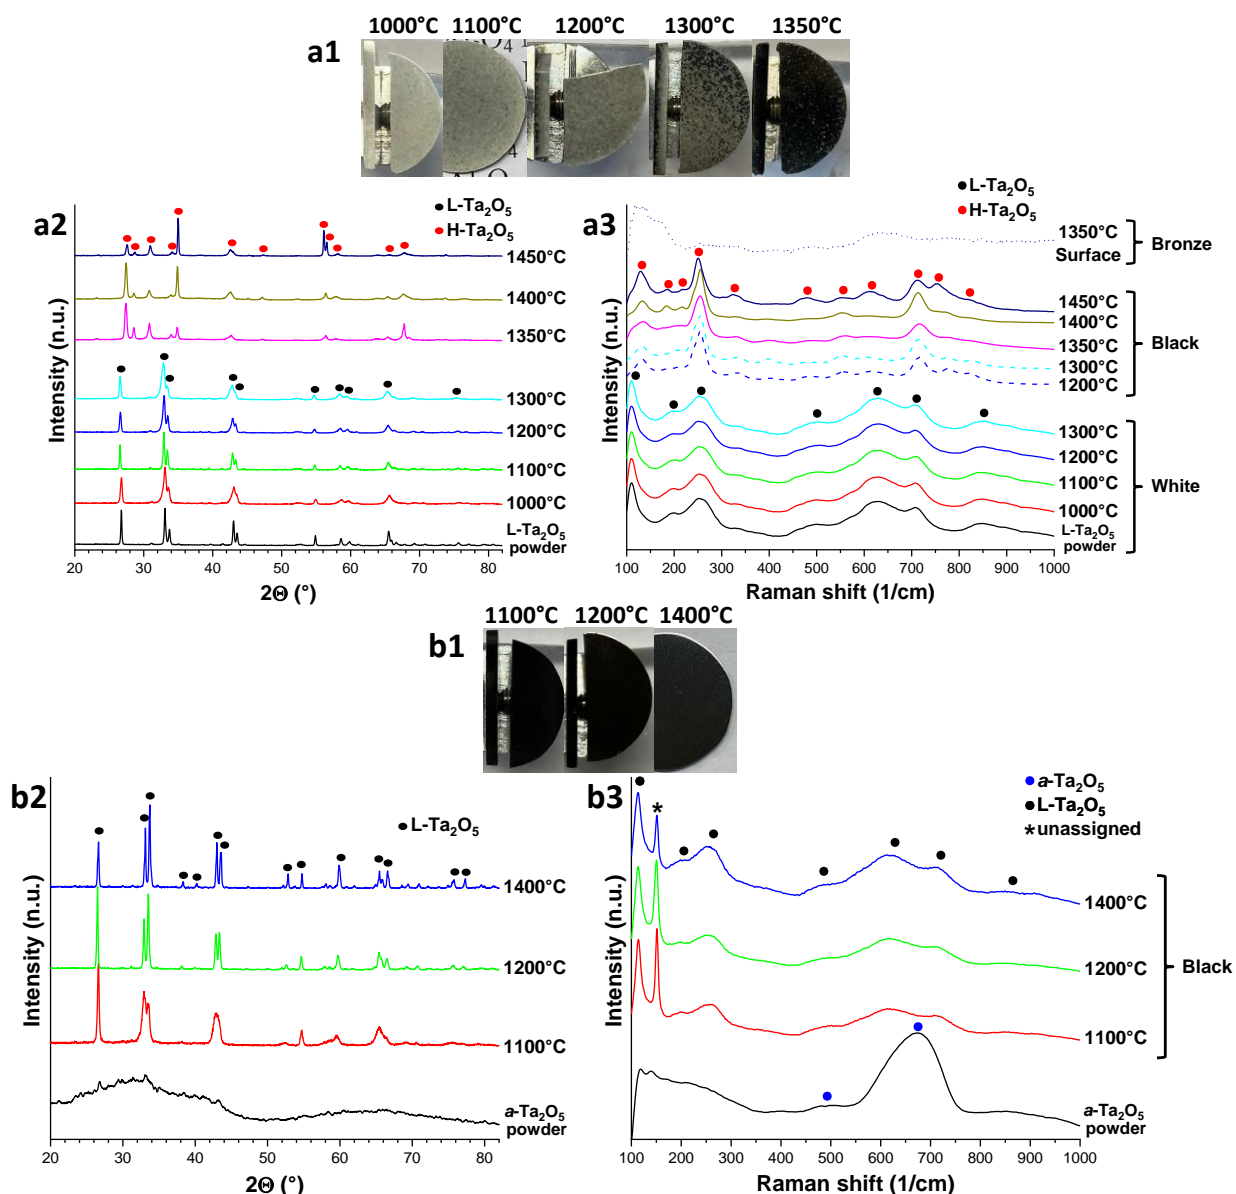 1000°C 1100°C 1200°C 1300°C 1350°C
a1
a2
L-Ta₂O₅
H-Ta₂O₅
1450°C
1400°C
1350°C
1300°C
1200°C
1100°C
1000°C
L-Ta₂O₅
powder
Intensity (n.u.)
20 30 40 50 60 70 80
2Θ (°)
a3
L-Ta₂O₅
H-Ta₂O₅
1350°C
Surface
Bronze
1450°C
1400°C
1350°C
1300°C
1200°C
Black
1300°C
1200°C
1100°C
1000°C
L-Ta₂O₅
powder
White
Intensity (n.u.)
100 200 300 400 500 600 700 800 900 1000
Raman shift (1/cm)
1100°C 1200°C 1400°C
b1
b2
L-Ta₂O₅
1400°C
1200°C
1100°C
a-Ta₂O₅
powder
Intensity (n.u.)
20 30 40 50 60 70 80
2Θ (°)
b3
a-Ta₂O₅
L-Ta₂O₅
*unassigned
*
1400°C
1200°C
1100°C
Black
a-Ta₂O₅
powder
Intensity (n.u.)
100 200 300 400 500 600 700 800 900 1000
Raman shift (1/cm)